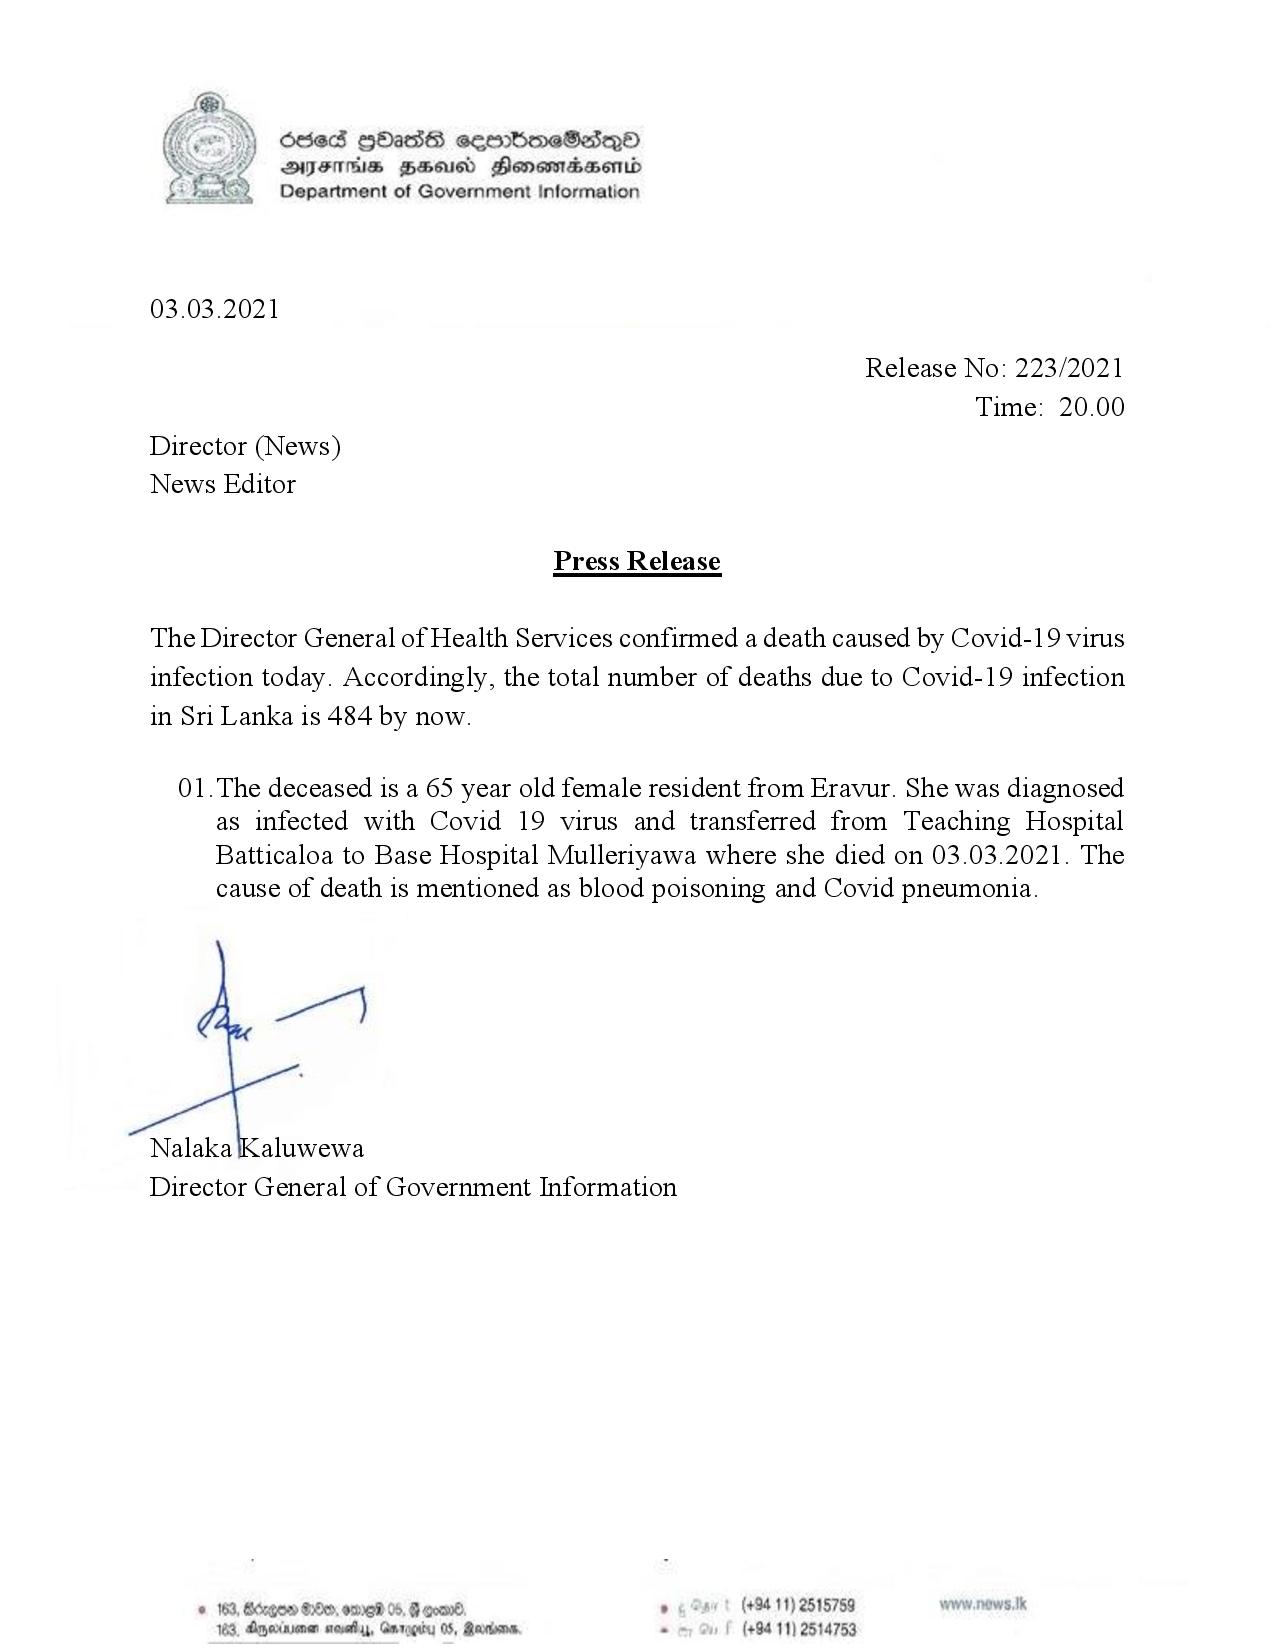 රජයේ ප්‍රවෘත්ති දෙපාර්තමේන්තුව
அரசாங்க தகவல் திணைக்களம்
Department of Government Information
03.03.2021
Release No: 223/2021
Time: 20.00
Director (News)
News Editor
Press Release
The Director General of Health Services confirmed a death caused by Covid-19 virus
infection today. Accordingly, the total number of deaths due to Covid-19 infection
in Sri Lanka is 484 by now.
01. The deceased is a 65 year old female resident from Eravur. She was diagnosed
as infected with Covid 19 virus and transferred from Teaching Hospital
Batticaloa to Base Hospital Mulleriyawa where she died on 03.03.2021. The
cause of death is mentioned as blood poisoning and Covid pneumonia.
Nalaka Kaluwewa
Director General of Government Information
163, කිරුලපන මාවත, කොළඹ 05, ශ්‍රී ලංකාව.
163, கிருலப்பனை எவனியூ, கொழும்பு 05, இலங்கை.
(+94 11) 2515759
(+94 11) 2514753
www.news.lk